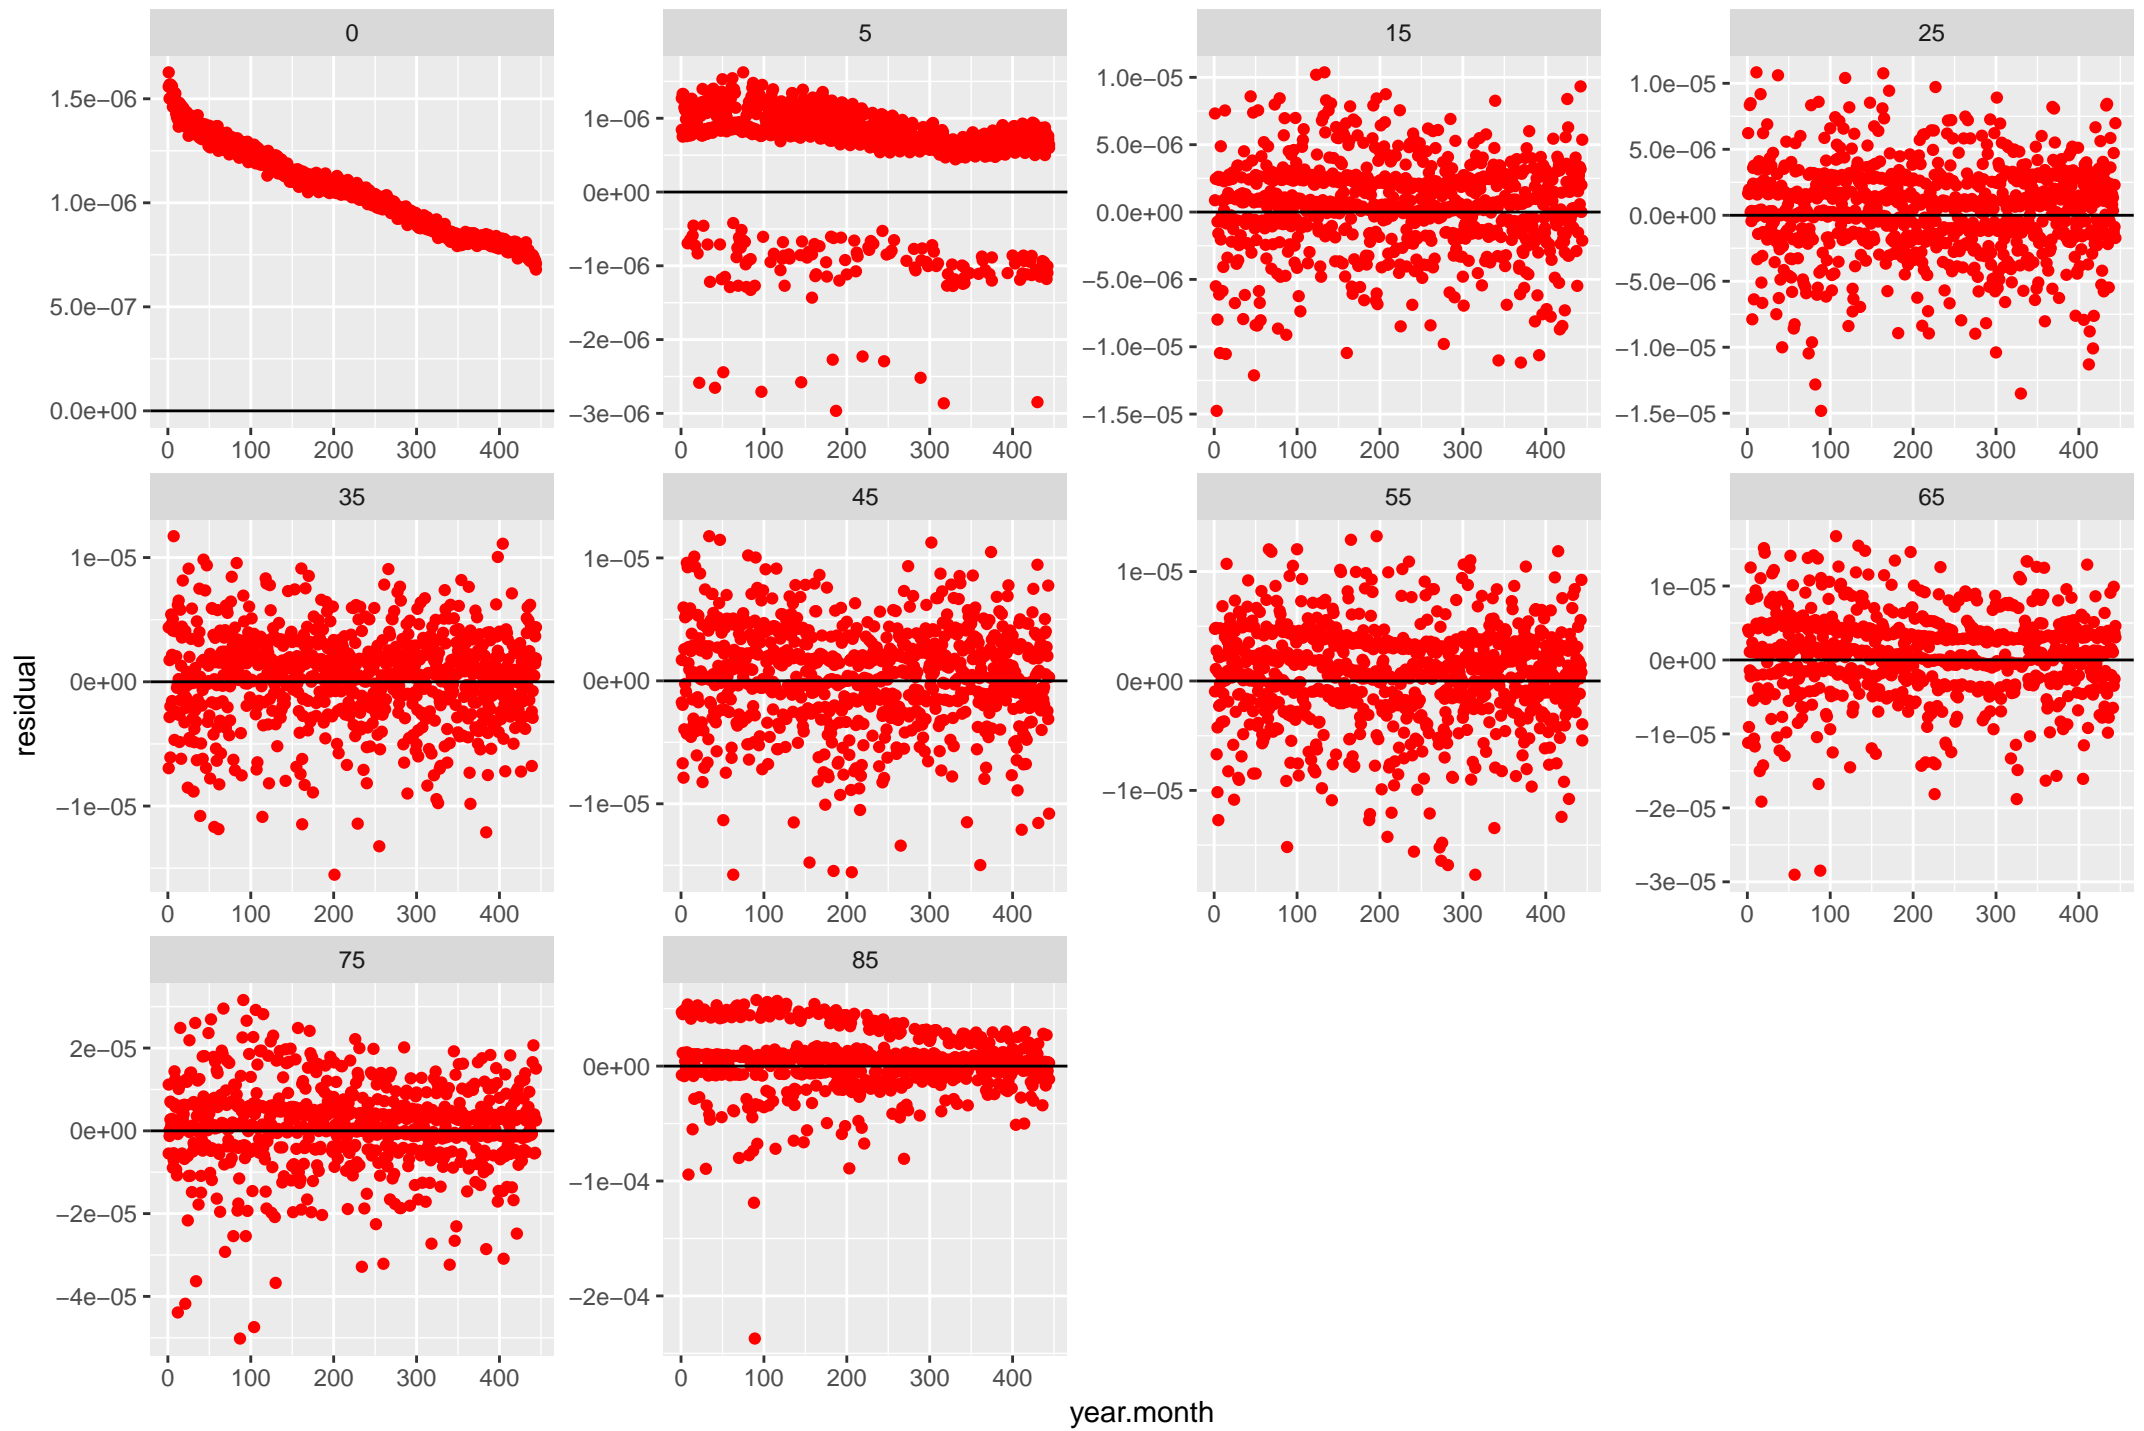 0 5 15 25
1.5e−06
1.0e−06
5.0e−07
0.0e+00
1e−06
0e+00
−1e−06
−2e−06
−3e−06
1.0e−05
5.0e−06
0.0e+00
−5.0e−06
−1.0e−05
−1.5e−05
1.0e−05
5.0e−06
0.0e+00
−5.0e−06
−1.0e−05
−1.5e−05
0 100 200 300 400 0 100 200 300 400 0 100 200 300 400 0 100 200 300 400
35 45 55 65
1e−05
0e+00
−1e−05
1e−05
0e+00
−1e−05
1e−05
0e+00
−1e−05
1e−05
0e+00
−1e−05
−2e−05
−3e−05
0 100 200 300 400 0 100 200 300 400 0 100 200 300 400 0 100 200 300 400
75 85
2e−05
0e+00
−2e−05
−4e−05
0e+00
−1e−04
−2e−04
0 100 200 300 400 0 100 200 300 400
residual
year.month